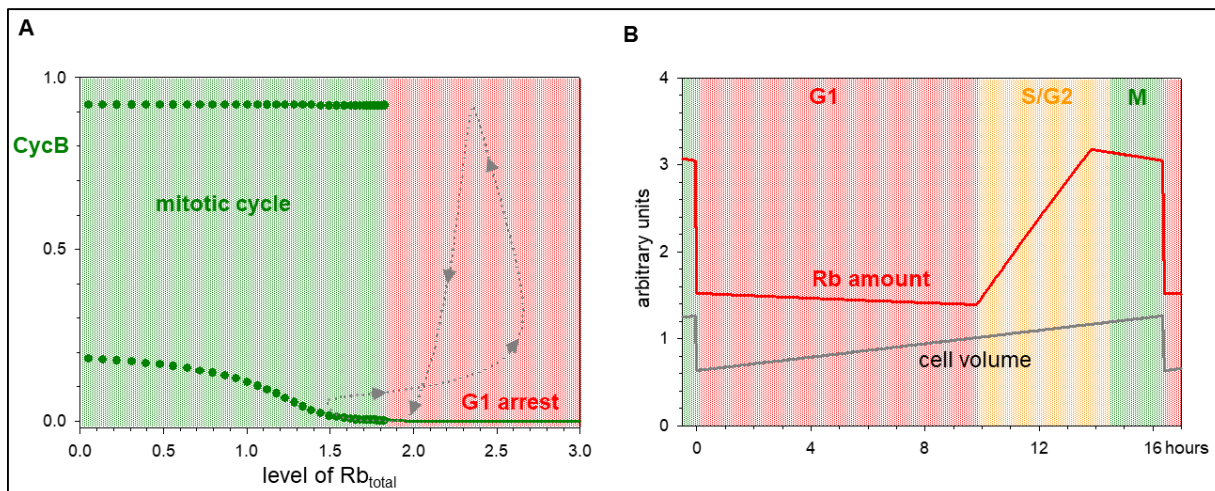 A
1.0
CycB
mitotic cycle
0.5
G1 arrest
0.0
0.0 0.5 1.0 1.5 2.0 2.5 3.0
level of Rbtotal
B
4
G1 S/G2 M
3
arbitrary units
2
Rb amount
1
cell volume
0
0 4 8 12 16 hours